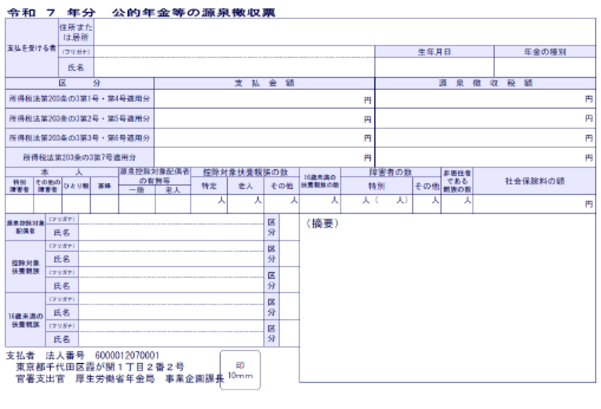 令和 7 年分 公的年金等の源泉徴収票
支払を受ける者
住所または居所
(フリガナ)
氏名
生年月日
年金の種別
区分
支払金額
源泉徴収税額
所得税法第203条の3第1号・第4号適用分
円
円
所得税法第203条の3第2号・第5号適用分
円
円
所得税法第203条の3第3号・第6号適用分
円
円
所得税法第203条の3第7号適用分
円
円
本人
源泉控除対象配偶者の有無等
控除対象扶養親族の数
16歳未満の扶養親族の数
障害者の数
非居住者である親族の数
社会保険料の額
特別障害者
その他の障害者
ひとり親
寡婦
一般
老人
特定
老人
その他
特別
その他
人
人
人
人
人(人)
人
人
円
源泉控除対象配偶者
(フリガナ)
氏名
区分
(摘要)
控除対象扶養親族
(フリガナ)
氏名
区分
(フリガナ)
氏名
区分
16歳未満の扶養親族
(フリガナ)
氏名
区分
(フリガナ)
氏名
区分
支払者 法人番号 6000012070001
東京都千代田区霞が関1丁目2番2号
官署支出官 厚生労働省年金局 事業企画課長
印
10mm